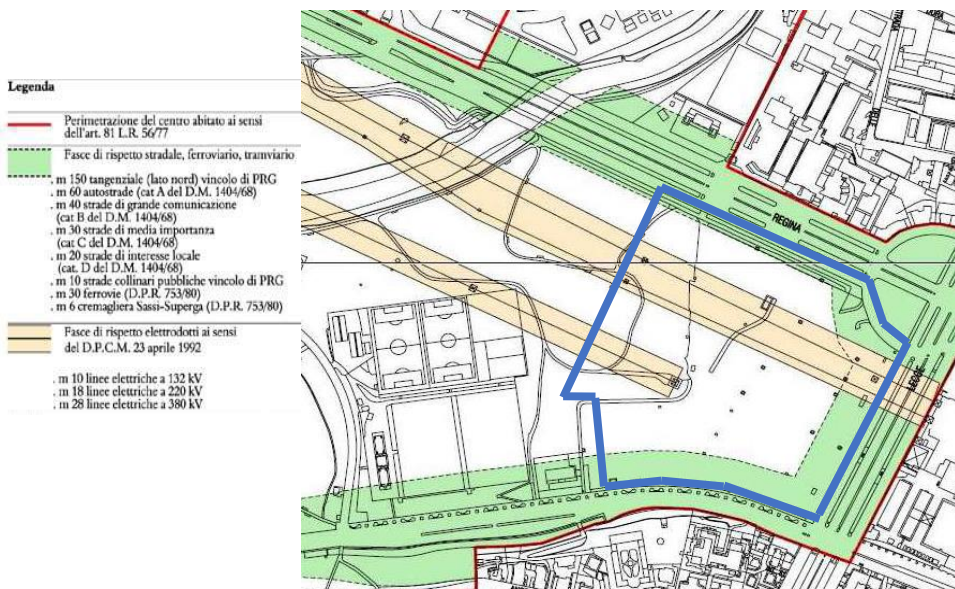 Legenda
Perimetrazione del centro abitato ai sensi
dell'art. 81 L.R. 56/77
Fasce di rispetto stradale, ferroviario, tramviario
. m 150 tangenziale (lato nord) vincolo di PRG
. m 60 autostrade (cat A del D.M. 1404/68)
. m 40 strade di grande comunicazione
(cat B del D.M. 1404/68)
. m 30 strade di media importanza
(cat C del D.M. 1404/68)
. m 20 strade di interesse locale
(cat. D del D.M. 1404/68)
. m 10 strade collinari pubbliche vincolo di PRG
. m 30 ferrovie (D.P.R. 753/80)
. m 6 cremagliera Sassi-Superga (D.P.R. 753/80)
Fasce di rispetto elettrodotti ai sensi
del D.P.C.M. 23 aprile 1992
. m 10 linee elettriche a 132 kV
. m 18 linee elettriche a 220 kV
. m 28 linee elettriche a 380 kV
REGINA